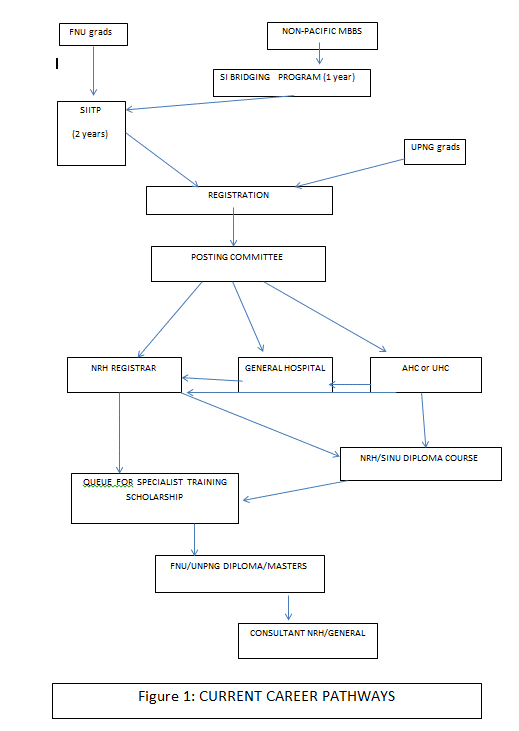 FNU grads
NON-PACIFIC MBBS
SI BRIDGING PROGRAM (1 year)
SIITP
(2 years)
UPNG grads
REGISTRATION
POSTING COMMITTEE
NRH REGISTRAR
GENERAL HOSPITAL
AHC or UHC
NRH/SINU DIPLOMA COURSE
QUEUE FOR SPECIALIST TRAINING
SCHOLARSHIP
FNU/UNPNG DIPLOMA/MASTERS
CONSULTANT NRH/GENERAL
Figure 1: CURRENT CAREER PATHWAYS